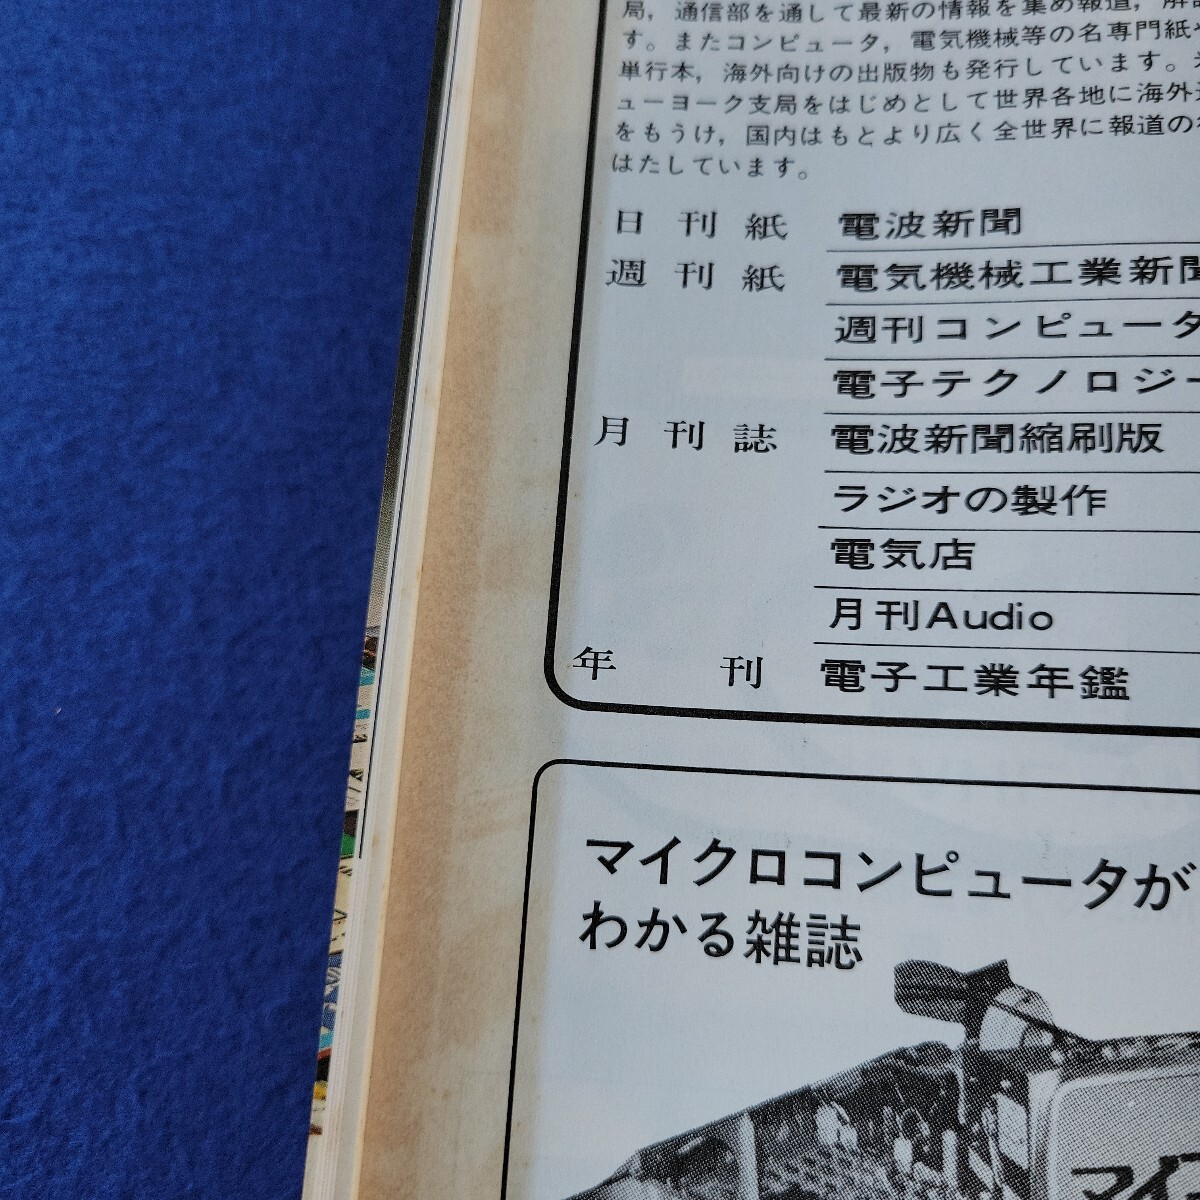 局，通信部を通して最新の情報を集め報道，解説
す。またコンピュータ，電気機械等の各専門紙や
単行本，海外向けの出版物も発行しています。
ューヨーク支局をはじめとして世界各地に海外
をもうけ，国内はもとより広く全世界に報道の
はたしています。
日刊紙 電波新聞
週刊紙 電気機械工業新聞
週刊コンピュータ
電子テクノロジー
月刊誌 電波新聞縮刷版
ラジオの製作
電気店
月刊Audio
年刊 電子工業年鑑
マイクロコンピュータが
わかる雑誌
マイ